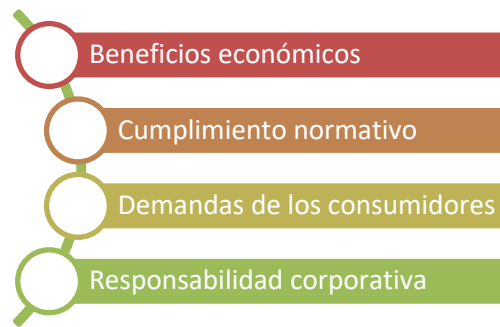 Beneficios económicos
Cumplimiento normativo
Demandas de los consumidores
Responsabilidad corporativa